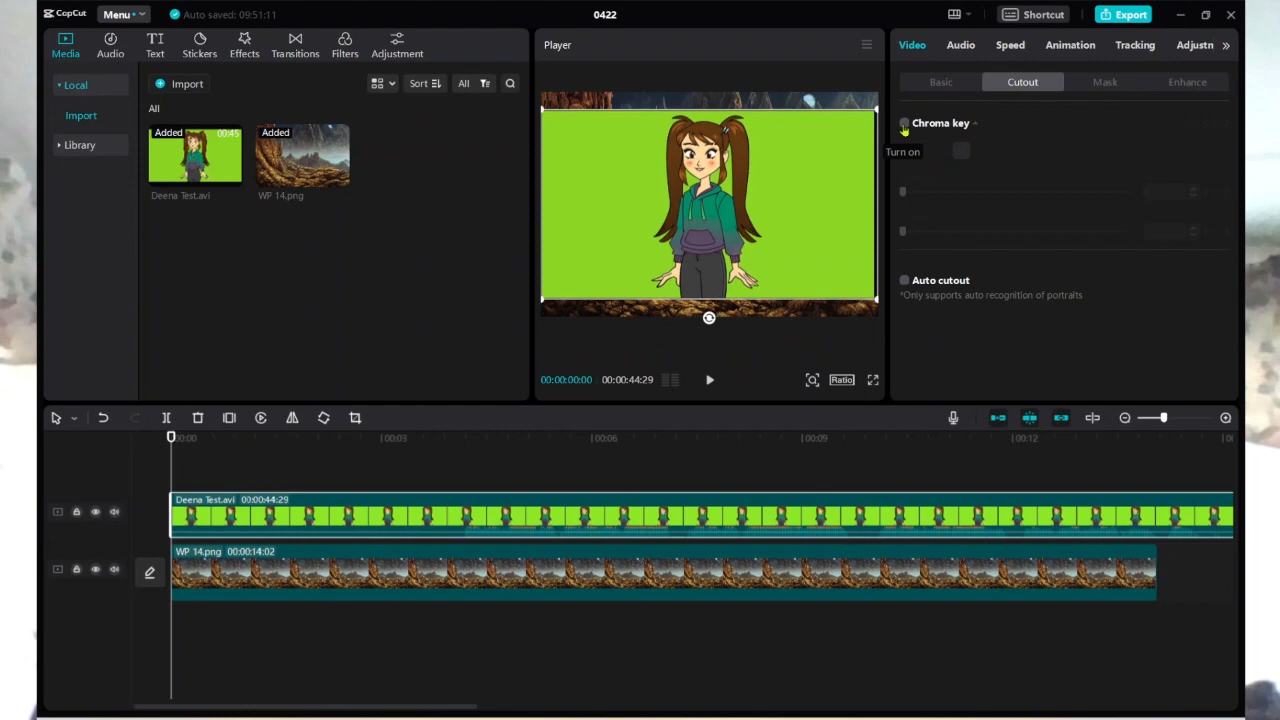 CapCut Menu Auto saved: 09:51:11 0422 Shortcut Export
Media Audio Text Stickers Effects Transitions Filters Adjustment
Player
Video Audio Speed Animation Tracking Adjustn
Local
Import
Sort All
Basic Cutout Mask Enhance
Import
All
Library
Added 00:45 Added
Deena Test.avi WP 14.png
Chroma key
Turn on
Auto cutout
*Only supports auto recognition of portraits
00:00:00:00 00:00:44:29 Ratio
00:00 00:03 00:06 00:09 00:12
Deena Test.avi 00:00:44:29
WP 14.png 00:00:14:02